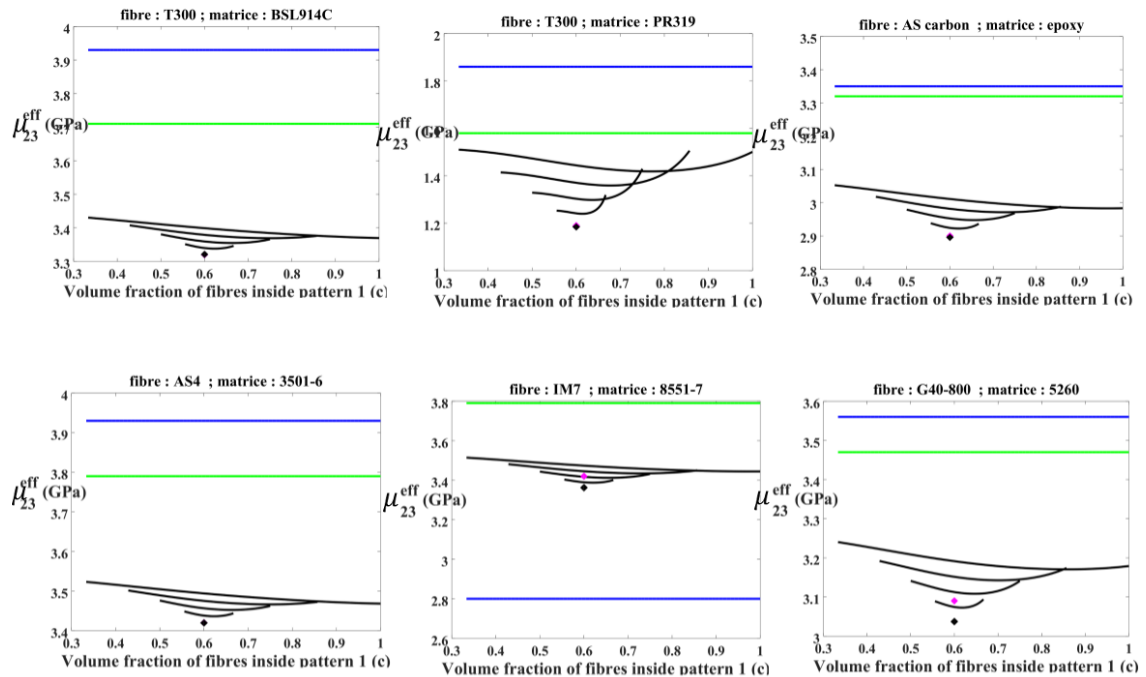 fibre : T300 ; matrice : BSL914C
4
3.9
3.8
3.7
3.6
3.5
3.4
3.3
μ23eff (GPa)
0.3 0.4 0.5 0.6 0.7 0.8 0.9 1
Volume fraction of fibres inside pattern 1 (c)
fibre : T300 ; matrice : PR319
2
1.8
1.4
1.2
1
μ23eff (GPa)
0.3 0.4 0.5 0.6 0.7 0.8 0.9 1
Volume fraction of fibres inside pattern 1 (c)
fibre : AS carbon ; matrice : epoxy
3.5
3.4
3.3
3.2
3.1
3
2.9
2.8
μ23eff (GPa)
0.3 0.4 0.5 0.6 0.7 0.8 0.9 1
Volume fraction of fibres inside pattern 1 (c)
fibre : AS4 ; matrice : 3501-6
4
3.9
3.8
3.7
3.6
3.5
3.4
μ23eff (GPa)
0.3 0.4 0.5 0.6 0.7 0.8 0.9 1
Volume fraction of fibres inside pattern 1 (c)
fibre : IM7 ; matrice : 8551-7
3.8
3.6
3.4
3.2
3
2.8
2.6
μ23eff (GPa)
0.3 0.4 0.5 0.6 0.7 0.8 0.9 1
Volume fraction of fibres inside pattern 1 (c)
fibre : G40-800 ; matrice : 5260
3.6
3.5
3.4
3.3
3.2
3.1
3
μ23eff (GPa)
0.3 0.4 0.5 0.6 0.7 0.8 0.9 1
Volume fraction of fibres inside pattern 1 (c)